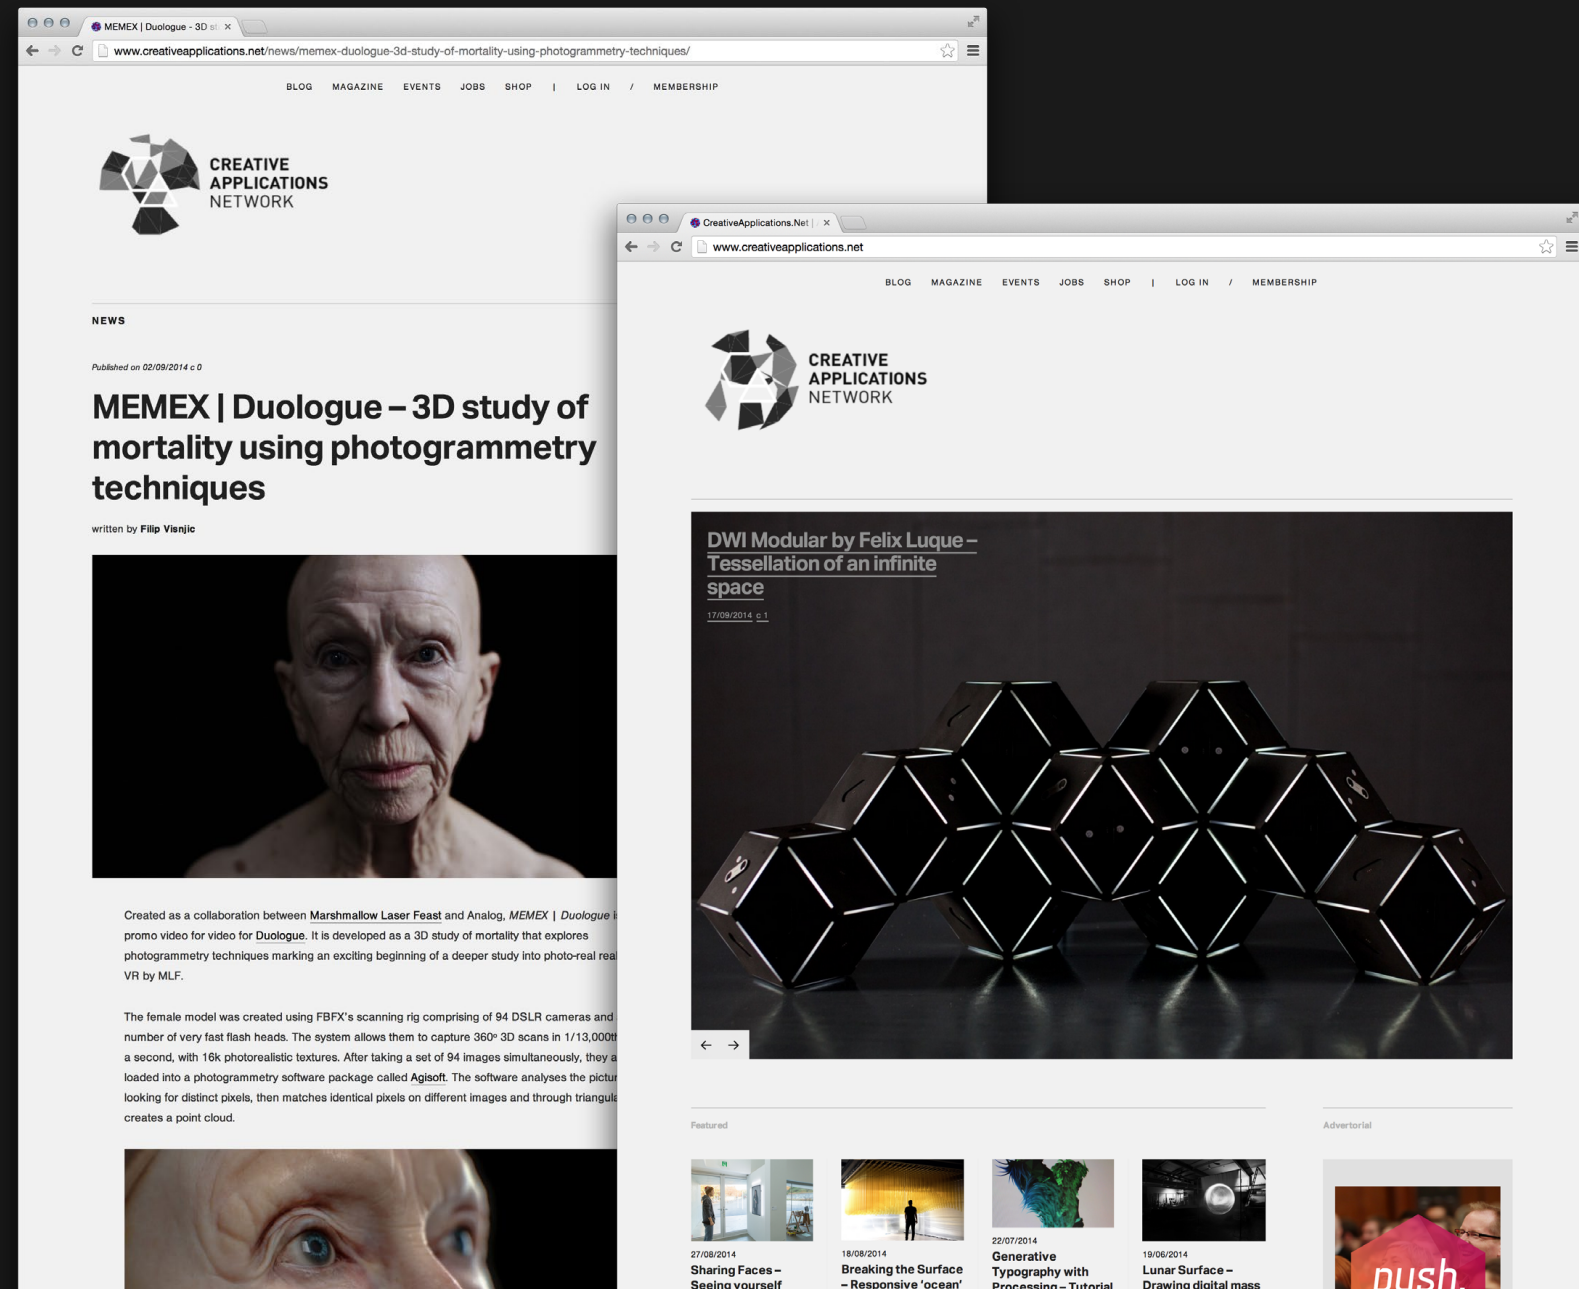 MEMEX | Duologue - 3D st
www.creativeapplications.net/news/memex-duologue-3d-study-of-mortality-using-photogrammetry-techniques/
BLOG MAGAZINE EVENTS JOBS SHOP | LOG IN / MEMBERSHIP
CREATIVE
APPLICATIONS
NETWORK
NEWS
Published on 02/09/2014 c 0
MEMEX | Duologue – 3D study of
mortality using photogrammetry
techniques
written by Filip Visnjic
Created as a collaboration between Marshmallow Laser Feast and Analog, MEMEX | Duologue
promo video for video for Duologue. It is developed as a 3D study of mortality that explores
photogrammetry techniques marking an exciting beginning of a deeper study into photo-real
VR by MLF.
The female model was created using FBFX's scanning rig comprising of 94 DSLR cameras and
number of very fast flash heads. The system allows them to capture 360º 3D scans in 1/13,000th
a second, with 16k photorealistic textures. After taking a set of 94 images simultaneously, they
loaded into a photogrammetry software package called Agisoft. The software analyses the
looking for distinct pixels, then matches identical pixels on different images and through
creates a point cloud.
CreativeApplications.Net |
www.creativeapplications.net
BLOG MAGAZINE EVENTS JOBS SHOP | LOG IN / MEMBERSHIP
CREATIVE
APPLICATIONS
NETWORK
DWI Modular by Felix Luque –
Tessellation of an infinite
space
17/09/2014 c 1
Featured
27/08/2014
Sharing Faces –
Seeing yourself
18/08/2014
Breaking the Surface
– Responsive 'ocean'
22/07/2014
Generative
Typography with
Processing – Tutorial
19/06/2014
Lunar Surface –
Drawing digital mass
Advertorial
push.